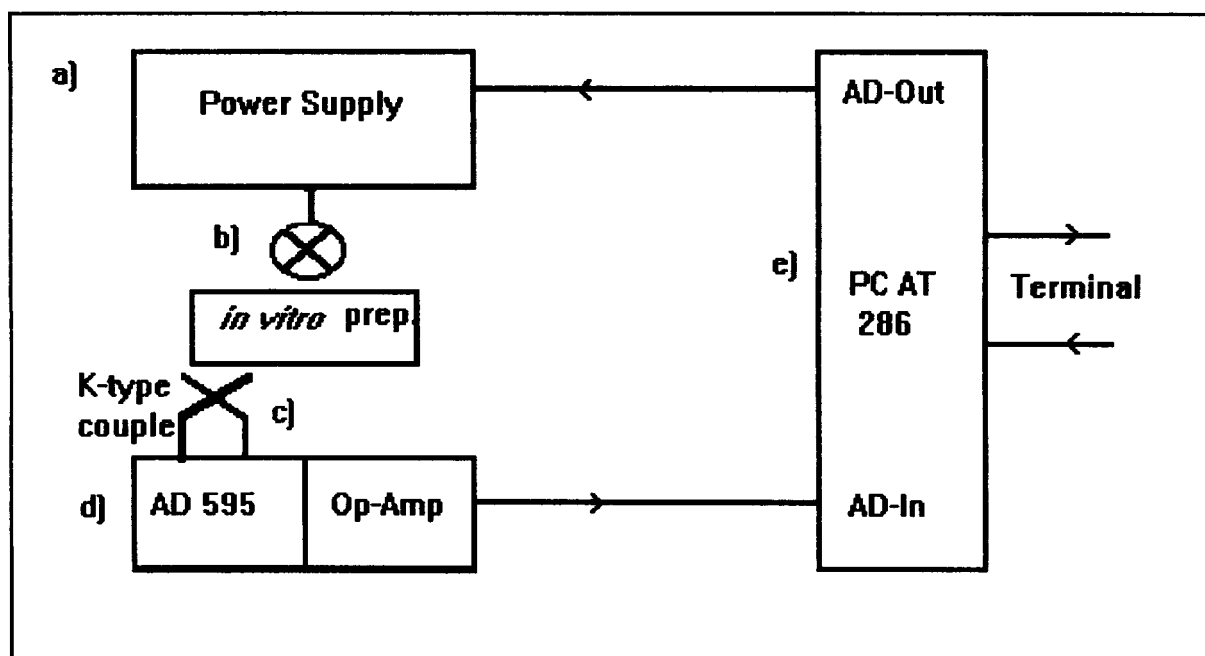 a)
Power Supply
AD-Out
b)
in vitro prep.
e)
PC AT
286
Terminal
K-type
couple
c)
d)
AD 595
Op-Amp
AD-In